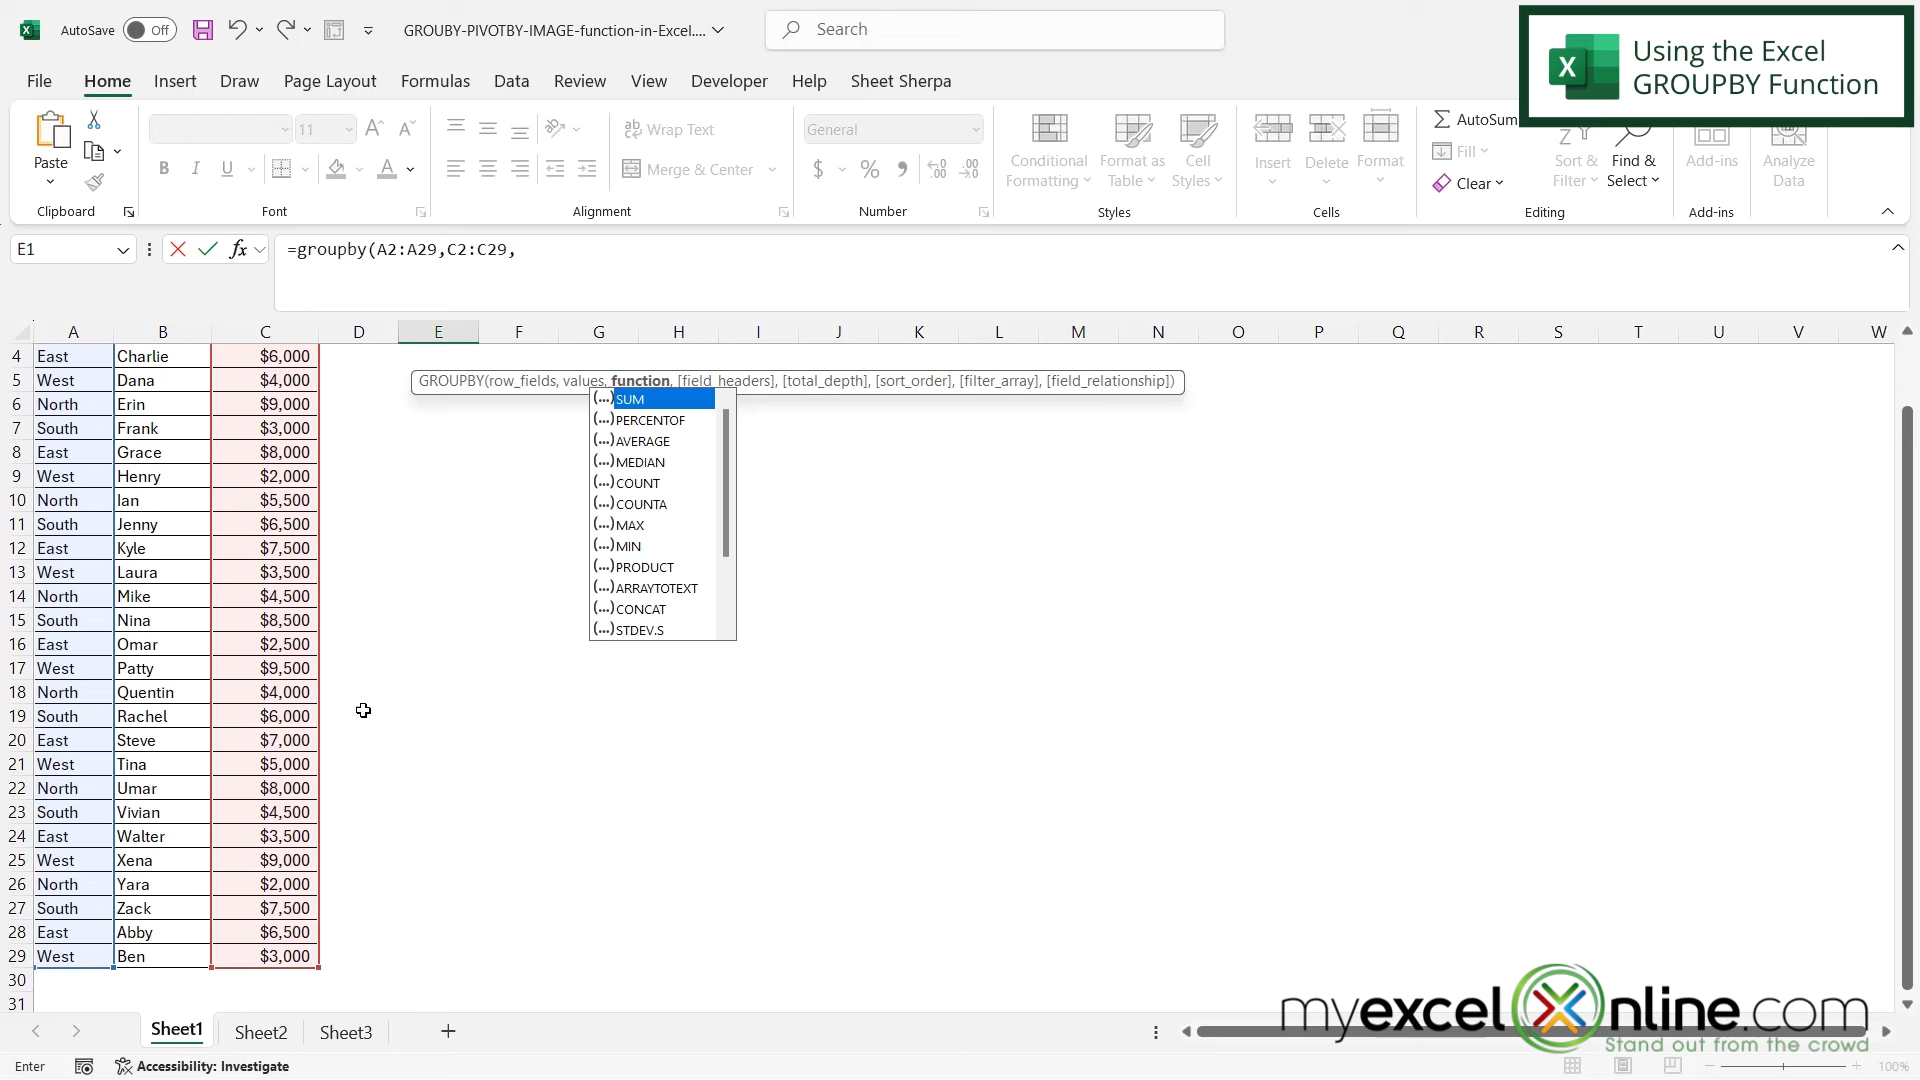 AutoSave Off GROUBY-PIVOTBY-IMAGE-function-in-Excel.... Search
Using the Excel
GROUPBY Function
File Home Insert Draw Page Layout Formulas Data Review View Developer Help Sheet Sherpa
Paste
11
B I U
Wrap Text
Merge & Center
General
$ %
Conditional
Formatting
Format as
Table
Cell
Styles
Insert
Delete
Format
AutoSum
Fill
Clear
Sort &
Filter
Find &
Select
Add-ins
Analyze
Data
Clipboard Font Alignment Number Styles Cells Editing Add-ins
E1 fx =groupby(A2:A29,C2:C29,
A B C D E F G H I J K L M N O P Q R S T U V W
4 East Charlie $6,000
5 West Dana $4,000
6 North Erin $9,000
7 South Frank $3,000
8 East Grace $8,000
9 West Henry $2,000
10 North Ian $5,500
11 South Jenny $6,500
12 East Kyle $7,500
13 West Laura $3,500
14 North Mike $4,500
15 South Nina $8,500
16 East Omar $2,500
17 West Patty $9,500
18 North Quentin $4,000
19 South Rachel $6,000
20 East Steve $7,000
21 West Tina $5,000
22 North Umar $8,000
23 South Vivian $4,500
24 East Walter $3,500
25 West Xena $9,000
26 North Yara $2,000
27 South Zack $7,500
28 East Abby $6,500
29 West Ben $3,000
30
31
GROUPBY(row_fields, values, function, [field_headers], [total_depth], [sort_order], [filter_array], [field_relationship])
(...) SUM
(...) PERCENTOF
(...) AVERAGE
(...) MEDIAN
(...) COUNT
(...) COUNTA
(...) MAX
(...) MIN
(...) PRODUCT
(...) ARRAYTOTEXT
(...) CONCAT
(...) STDEV.S
myexcelonline.com
Stand out from the crowd
Sheet1 Sheet2 Sheet3
Enter Accessibility: Investigate 100%